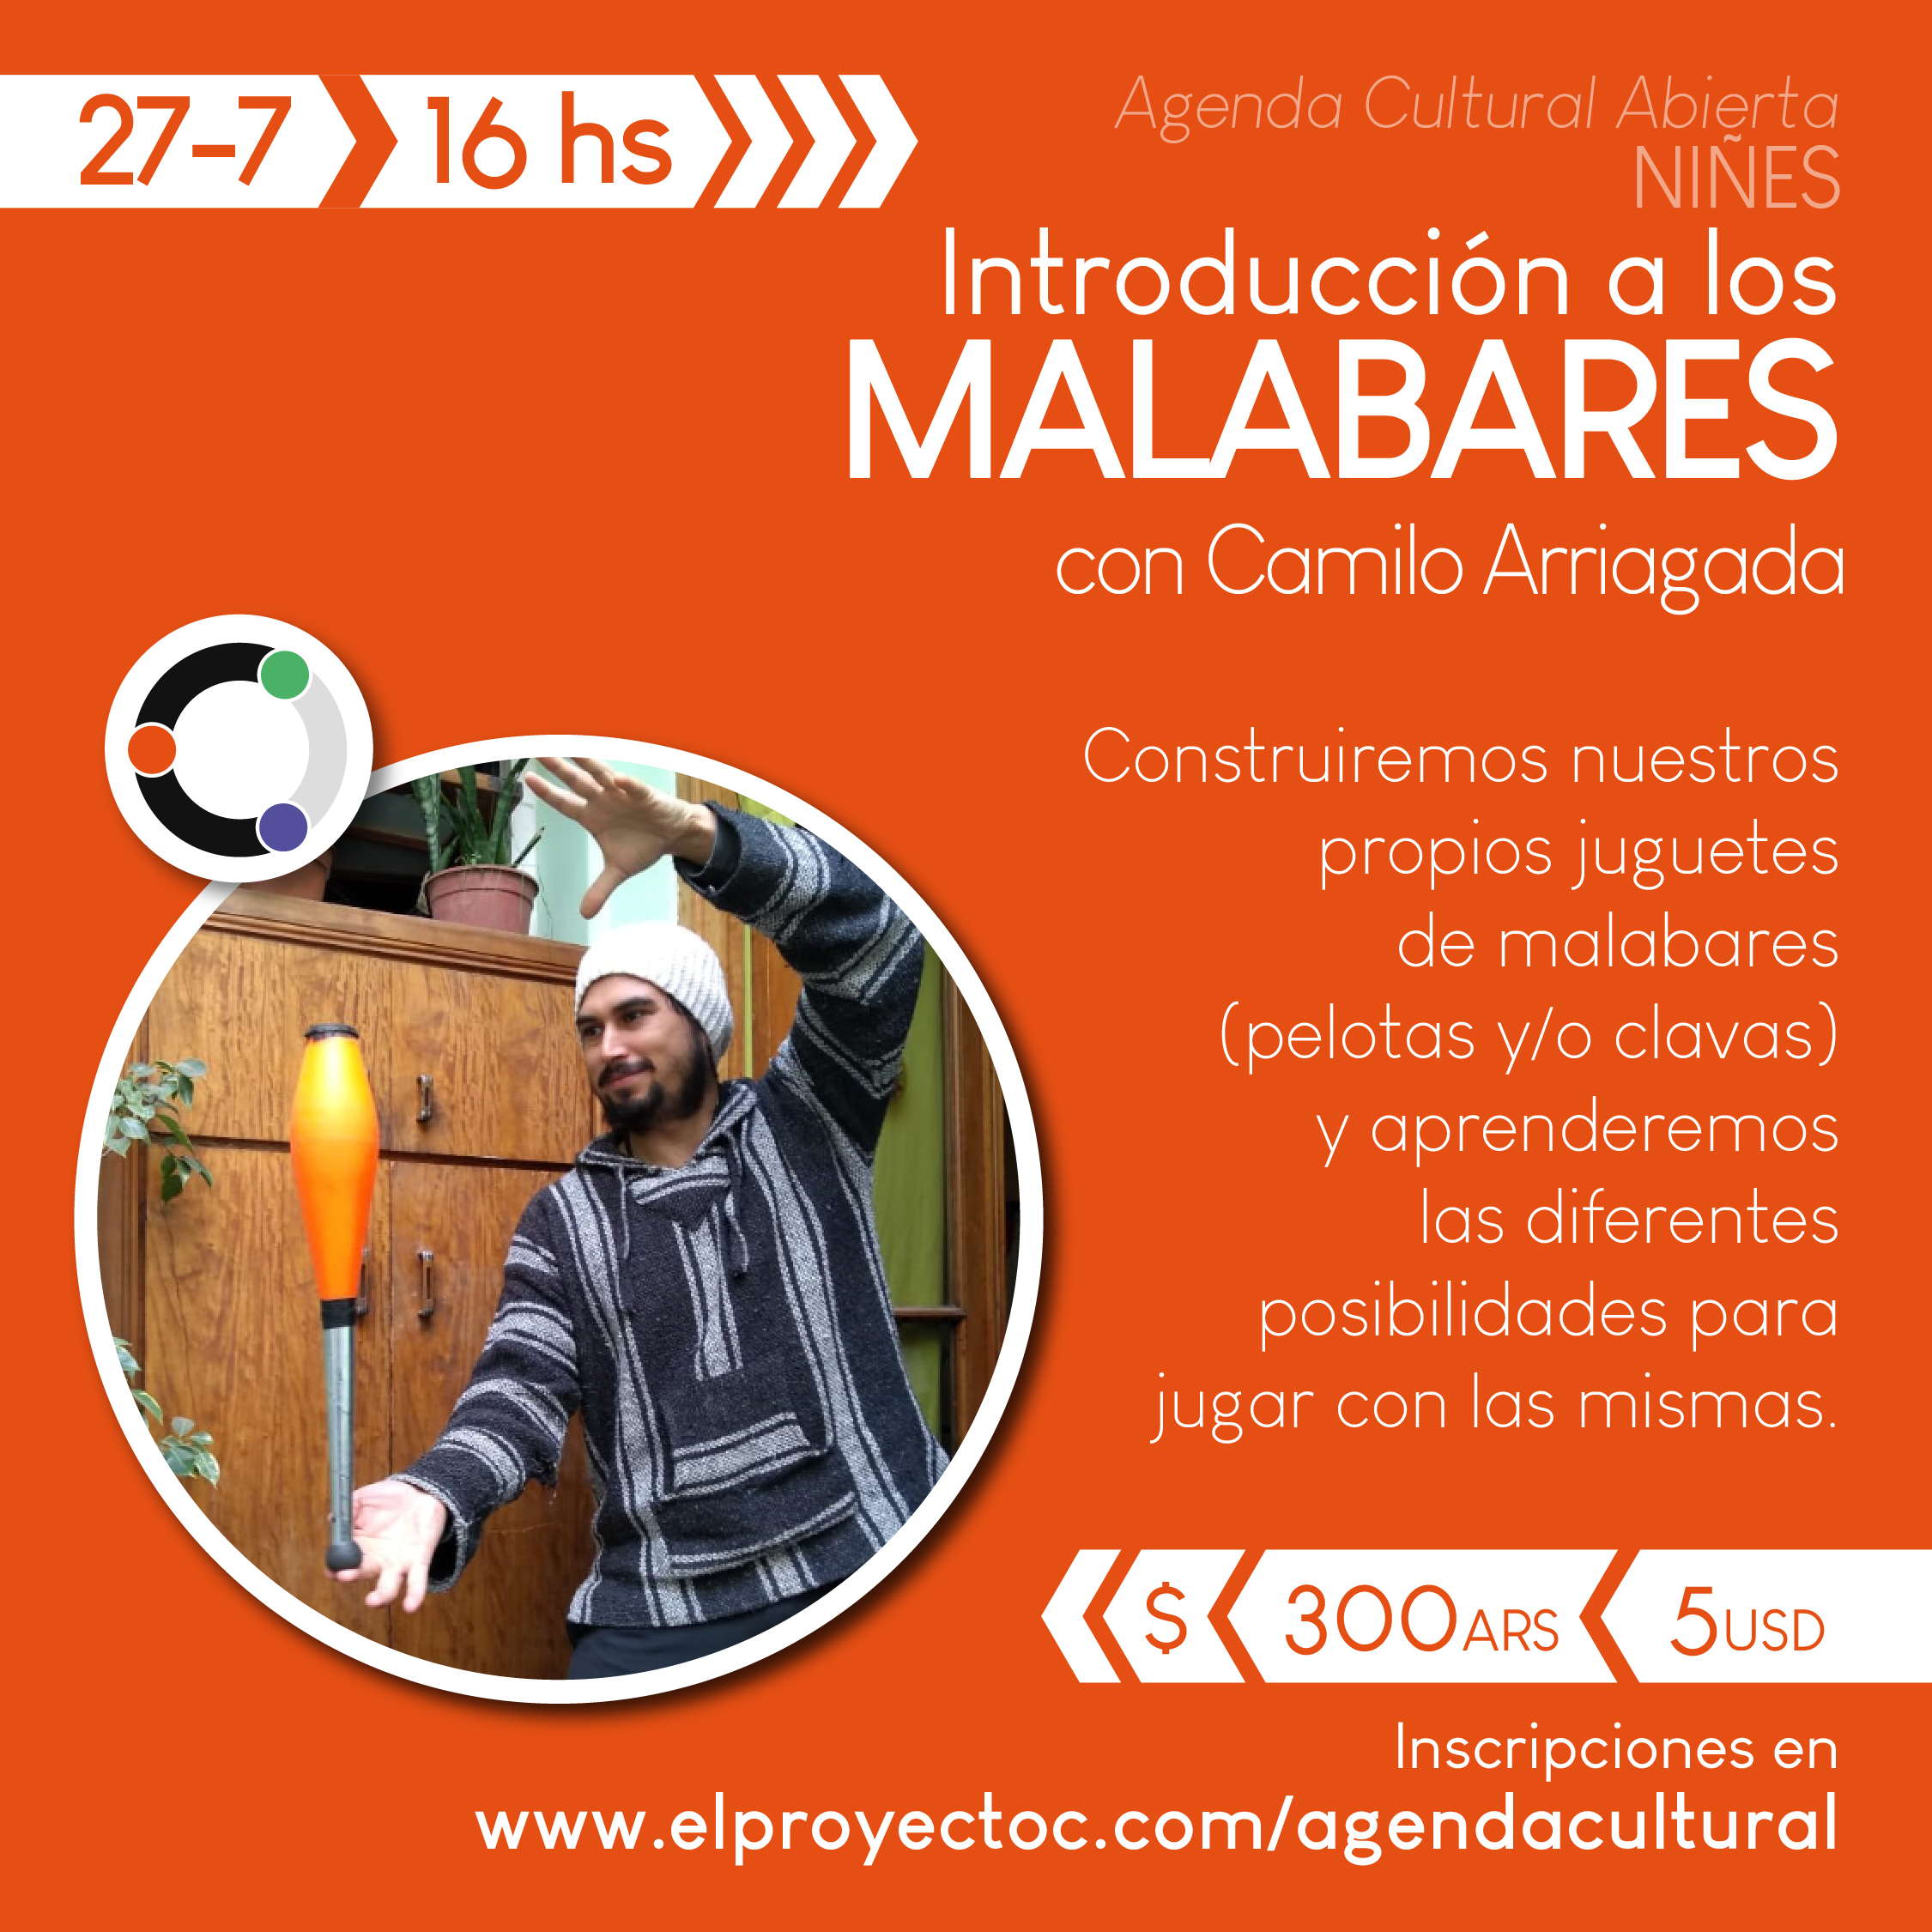 27-7 16 hs
Agenda Cultural Abierta
NIÑES
Introducción a los
MALABARES
con Camilo Arriagada
Construiremos nuestros
propios juguetes
de malabares
(pelotas y/o clavas)
y aprenderemos
las diferentes
posibilidades para
jugar con las mismas.
$ 300ARS 5USD
Inscripciones en
www.elproyectoc.com/agendacultural